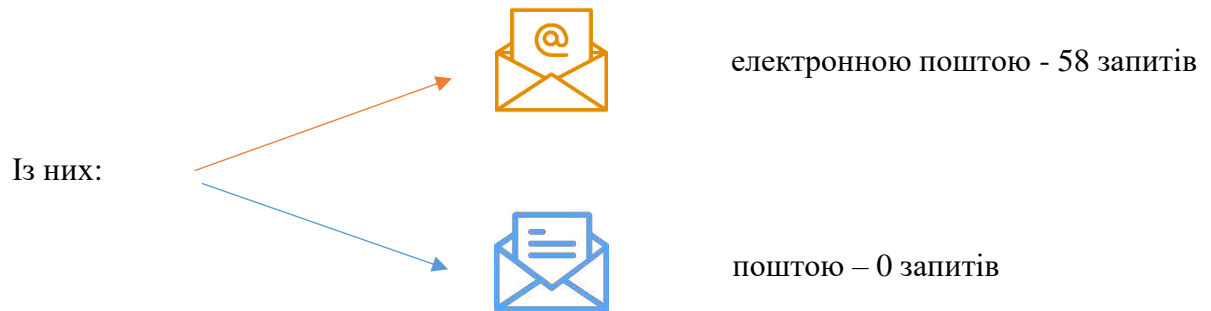 @
електронною поштою - 58 запитів
Із них:
поштою – 0 запитів